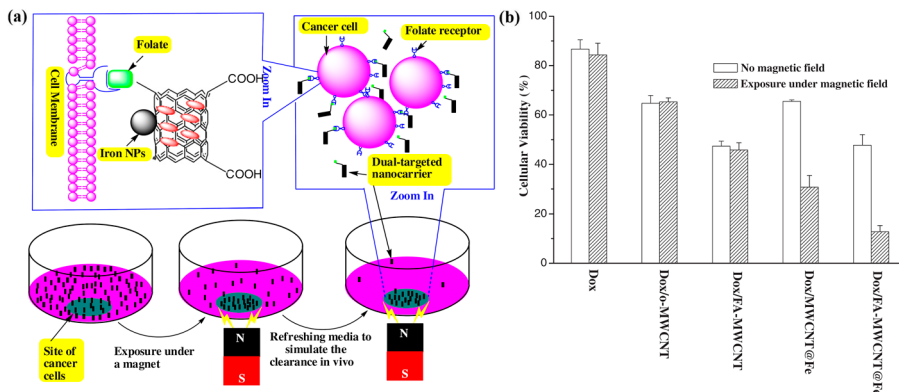 (a)
Folate
Cell Membrane
Iron NPs
COOH
COOH
Zoom In
Cancer cell
Folate receptor
Dual-targeted
nanocarrier
Zoom In
Site of
cancer
cells
Exposure under
a magnet
N
S
Refreshing media to
simulate the
clearance in vivo
N
S
(b)
Cellular Viability (%)
100
80
60
40
20
0
No magnetic field
Exposure under magnetic field
Dox
Dox/o-MWCNT
Dox/FA-MWCNT
Dox/MWCNT@Fe
Dox/FA-MWCNT@Fe